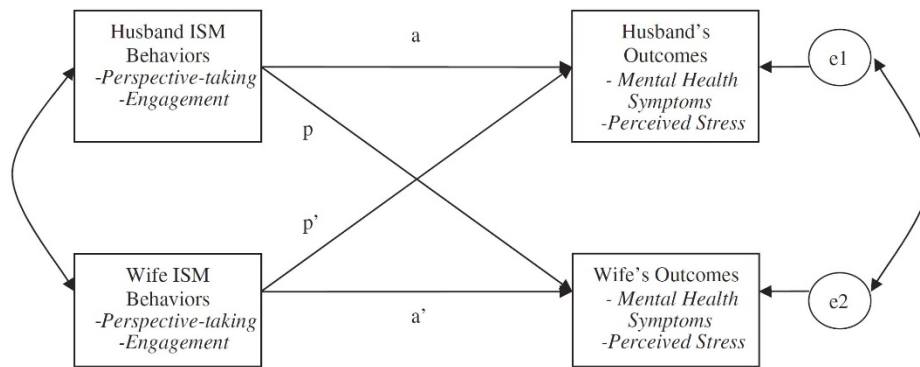 Husband ISM
Behaviors
-Perspective-taking
-Engagement
a
Husband's
Outcomes
- Mental Health
Symptoms
-Perceived Stress
e1
p
p'
Wife ISM
Behaviors
-Perspective-taking
-Engagement
a'
Wife's Outcomes
- Mental Health
Symptoms
-Perceived Stress
e2